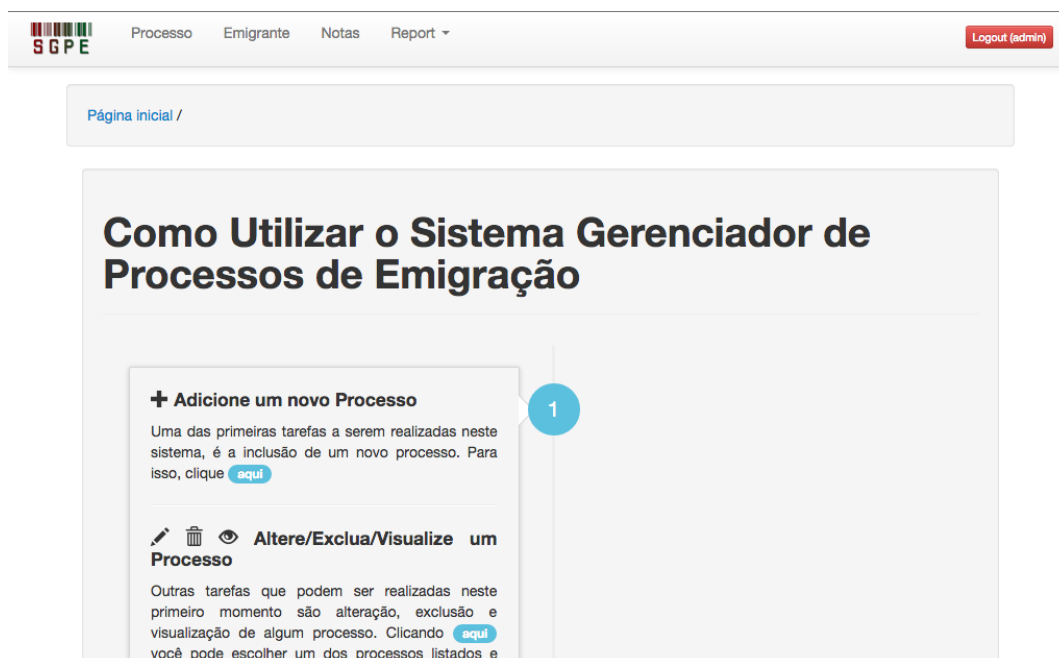 SGPE
Processo Emigrante Notas Report
Logout (admin)
Página inicial /
Como Utilizar o Sistema Gerenciador de
Processos de Emigração
Adicione um novo Processo
1
Uma das primeiras tarefas a serem realizadas neste
sistema, é a inclusão de um novo processo. Para
isso, clique aqui
Altere/Exclua/Visualize um
Processo
Outras tarefas que podem ser realizadas neste
primeiro momento são alteração, exclusão e
visualização de algum processo. Clicando aqui
você pode escolher um dos processos listados e